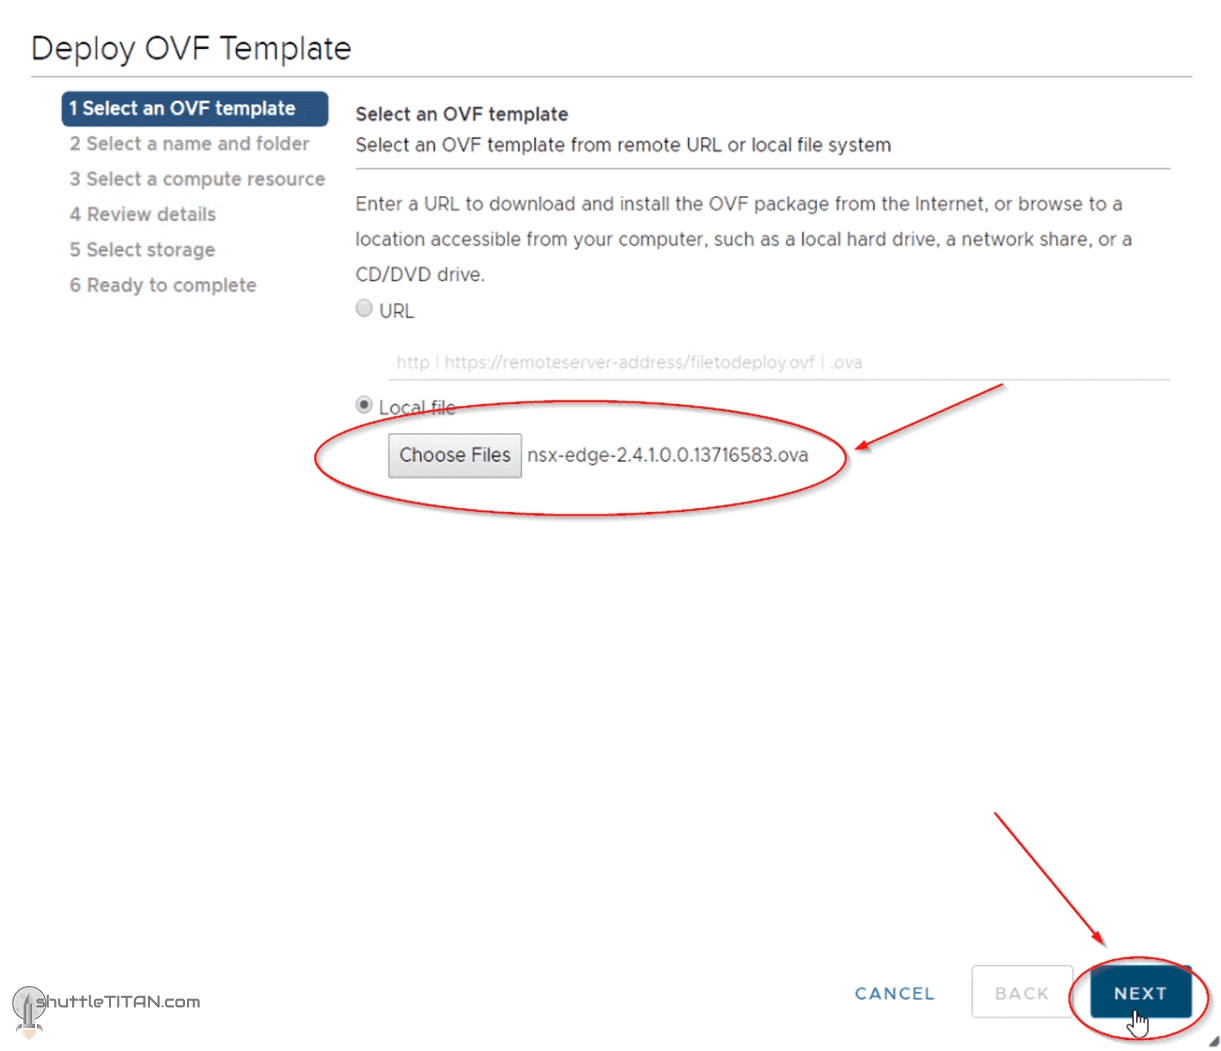 Deploy OVF Template
1 Select an OVF template
2 Select a name and folder
3 Select a compute resource
4 Review details
5 Select storage
6 Ready to complete
Select an OVF template
Select an OVF template from remote URL or local file system
Enter a URL to download and install the OVF package from the Internet, or browse to a
location accessible from your computer, such as a local hard drive, a network share, or a
CD/DVD drive.
URL
http | https://remoteserver-address/filetodeploy.ovf | .ova
Local file
Choose Files nsx-edge-2.4.1.0.0.13716583.ova
CANCEL BACK NEXT
shuttleTITAN.com